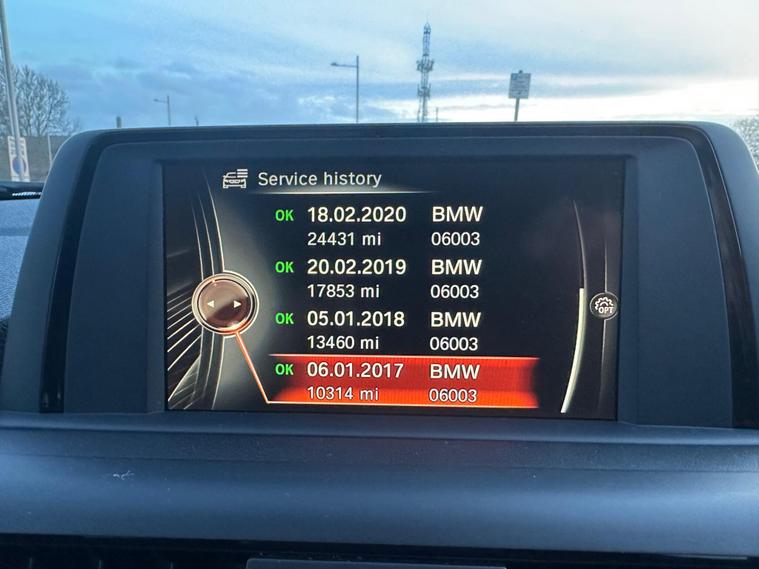 Service history
OK 18.02.2020 BMW
24431 mi 06003
OK 20.02.2019 BMW
17853 mi 06003
OK 05.01.2018 BMW
13460 mi 06003
OK 06.01.2017 BMW
10314 mi 06003
OPT